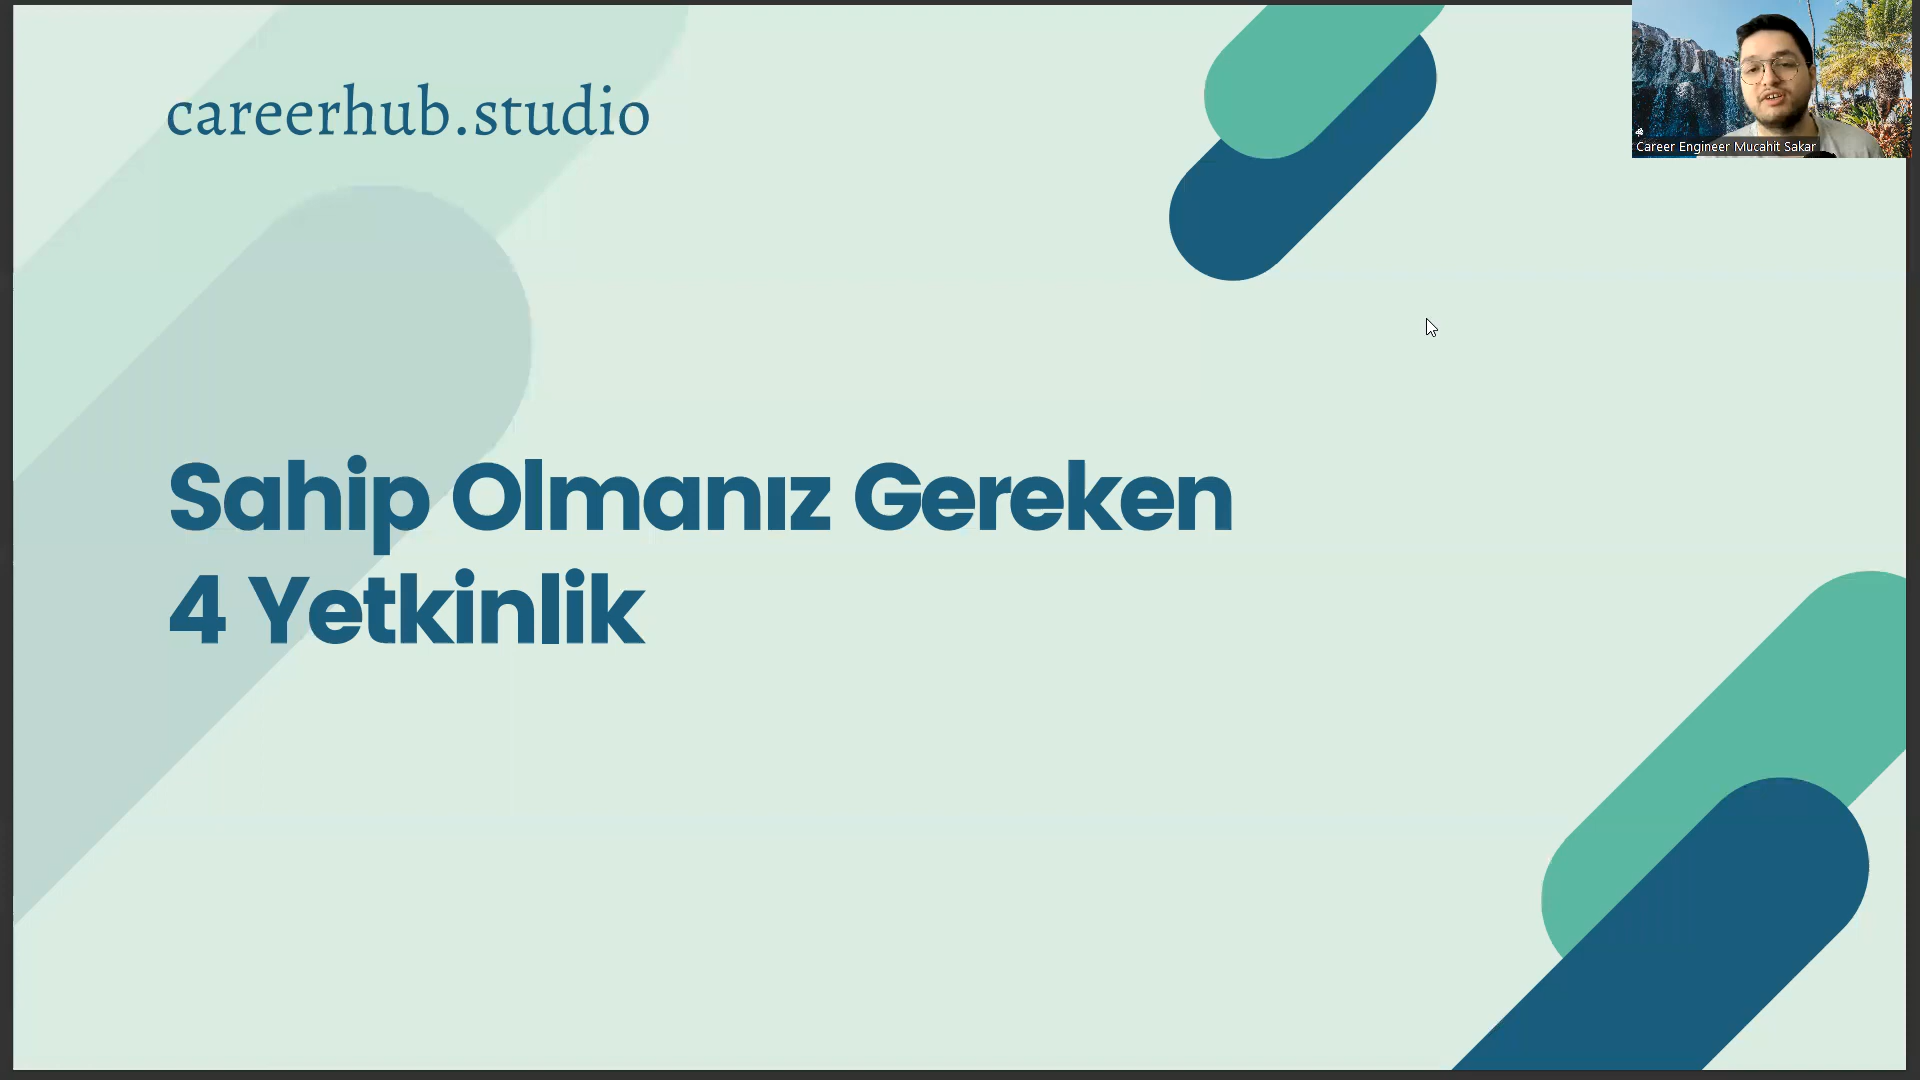 careerhub.studio
Career Engineer Mucahit Sakar
Sahip Olmanız Gereken
4 Yetkinlik